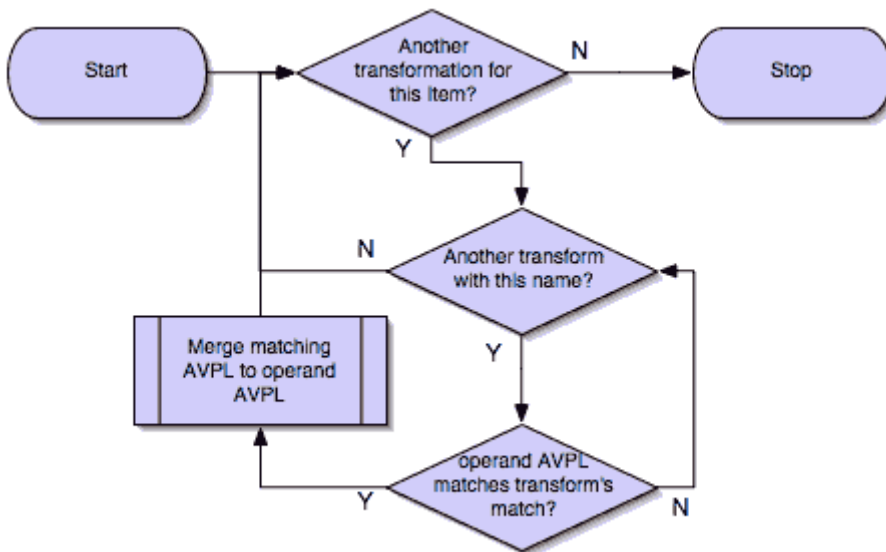 Start
Another
transformation for
this Item?
N
Stop
Y
Another transform
with this name?
N
Y
Merge matching
AVPL to operand
AVPL
operand AVPL
matches transform's
match?
Y
N